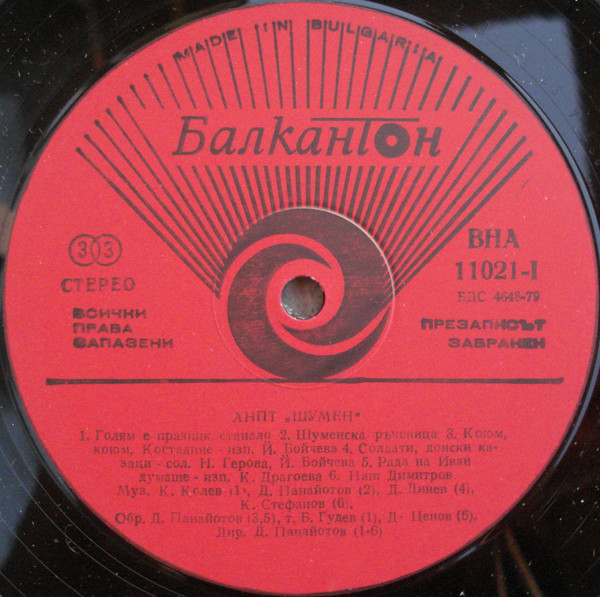 MADE IN BULGARIA
Балкантон
33
СТЕРЕО
ВСИЧКИ
ПРАВА
ЗАПАЗЕНИ
ВНА
11021-I
БДС 4648-79
ПРЕЗАПИСЪТ
ЗАБРАНЕН
АНПТ „ШУМЕН"
1. Голям е празник станало 2. Шуменска ръченица 3. Коюм,
коюм, Костадине - изп. Й. Бойчева 4. Солдати, донски ка-
заци - сол. Н. Герова, Й. Бойчева 5. Рада на Иван
думаше - изп. К. Драгоева 6. Наш Димитров
Муз. К. Колев (1), Д. Панайотов (2), Д. Динев (4),
К. Стефанов (6),
Обр. Д. Панайотов (3,5), т. Б. Гудев (1), Д. Ценов (6),
Дир. Д. Панайотов (1-6)